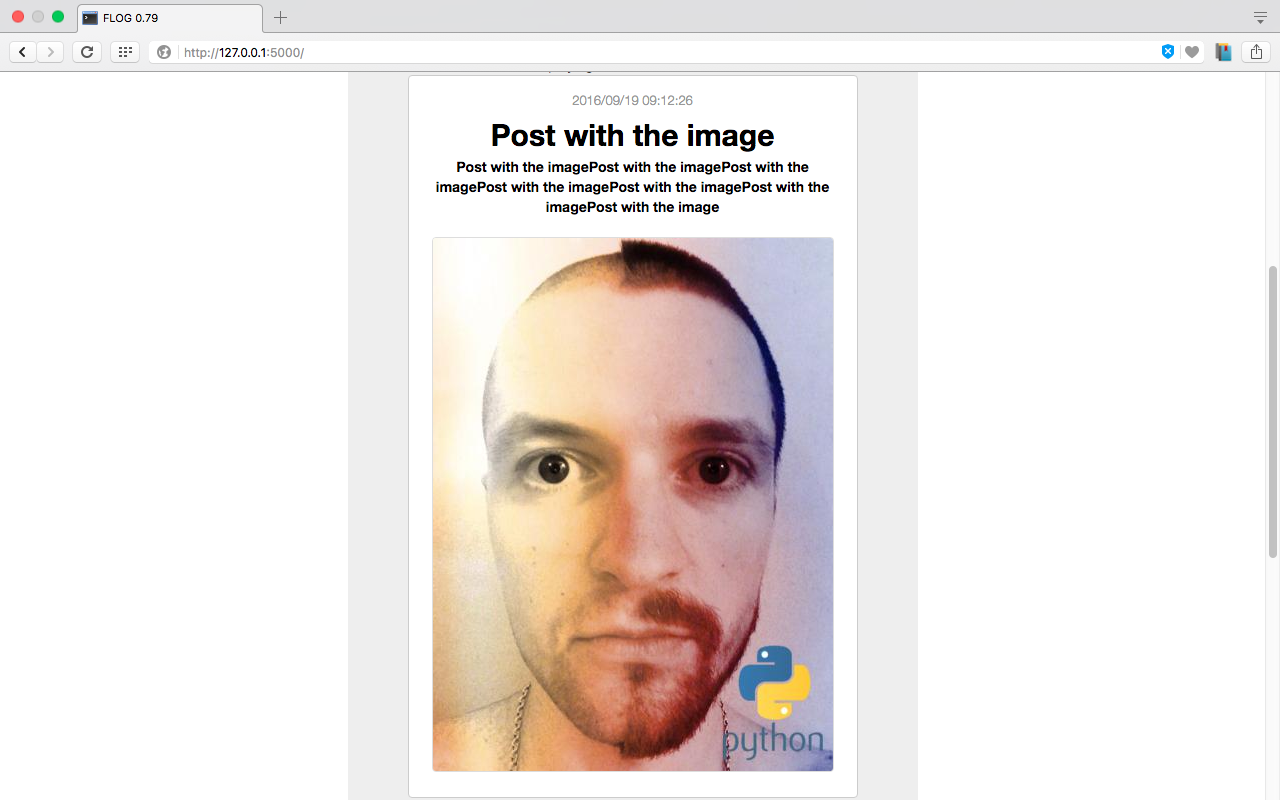 FLOG 0.79
http://127.0.0.1:5000/
2016/09/19 09:12:26
Post with the image
Post with the imagePost with the imagePost with the
imagePost with the imagePost with the imagePost with the
imagePost with the image
python